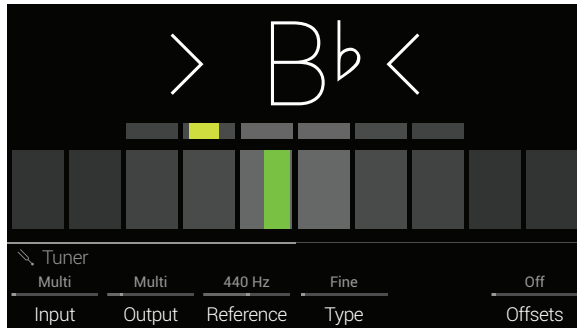 > B♭ <
Tuner
Multi Multi 440 Hz Fine Off
Input Output Reference Type Offsets